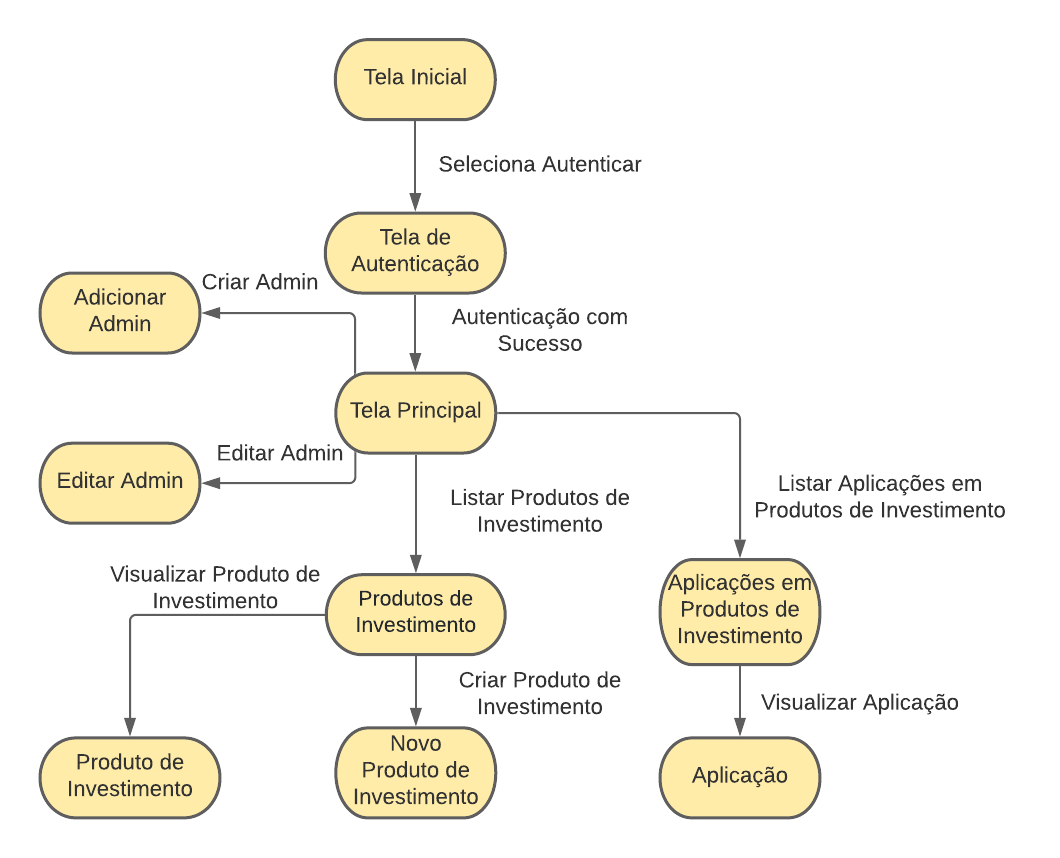 Tela Inicial
Seleciona Autenticar
Tela de
Autenticação
Criar Admin
Adicionar
Admin
Autenticação com
Sucesso
Tela Principal
Editar Admin
Editar Admin
Listar Produtos de
Investimento
Listar Aplicações em
Produtos de Investimento
Visualizar Produto de
Investimento
Produtos de
Investimento
Aplicações em
Produtos de
Investimento
Criar Produto de
Investimento
Visualizar Aplicação
Produto de
Investimento
Novo
Produto de
Investimento
Aplicação